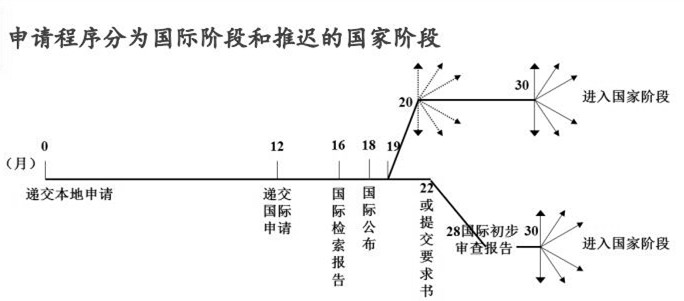 申请程序分为国际阶段和推迟的国家阶段
30
进入国家阶段
20
0
12
16
18
19
（月）
递交本地申请
递交国际申请
国际检索报告
国际公布
22或提交要求书
28国际初步审查报告
30
进入国家阶段